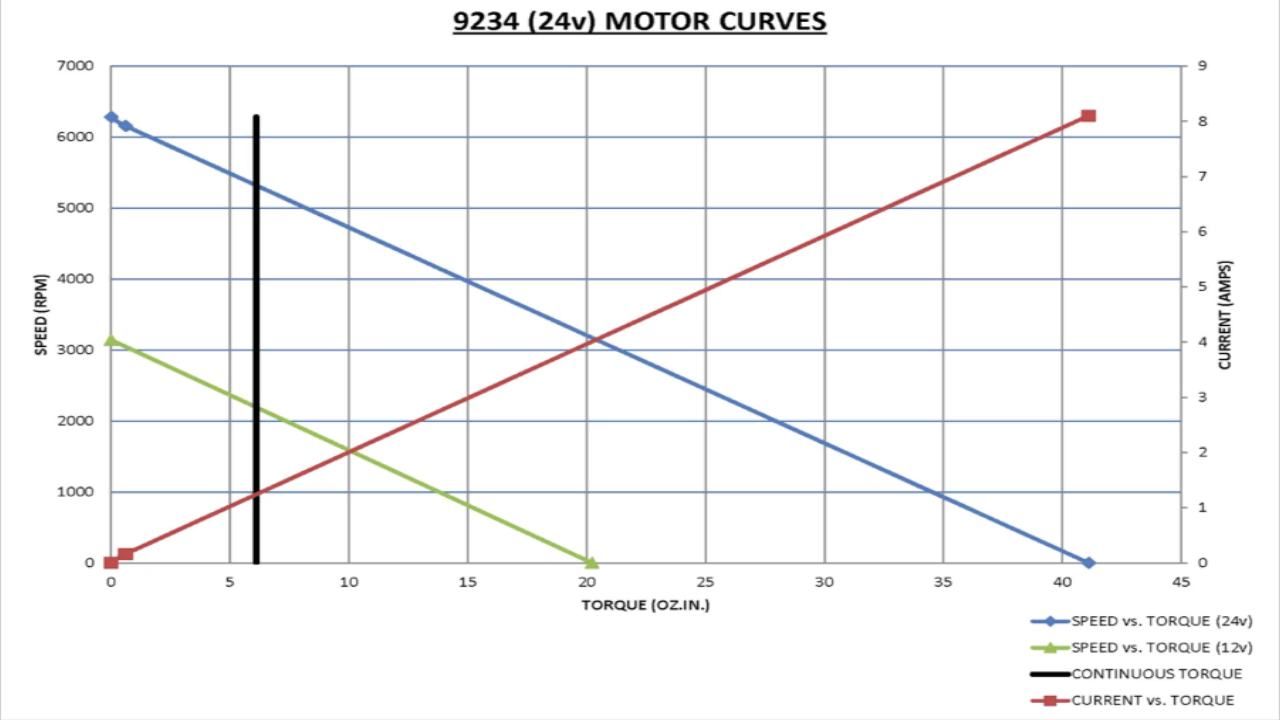 9234 (24v) MOTOR CURVES
7000
6000
5000
4000
3000
2000
1000
0
SPEED (RPM)
9
8
7
6
5
4
3
2
1
0
CURRENT (AMPS)
0 5 10 15 20 25 30 35 40 45
TORQUE (OZ.IN.)
SPEED vs. TORQUE (24v)
SPEED vs. TORQUE (12v)
CONTINUOUS TORQUE
CURRENT vs. TORQUE